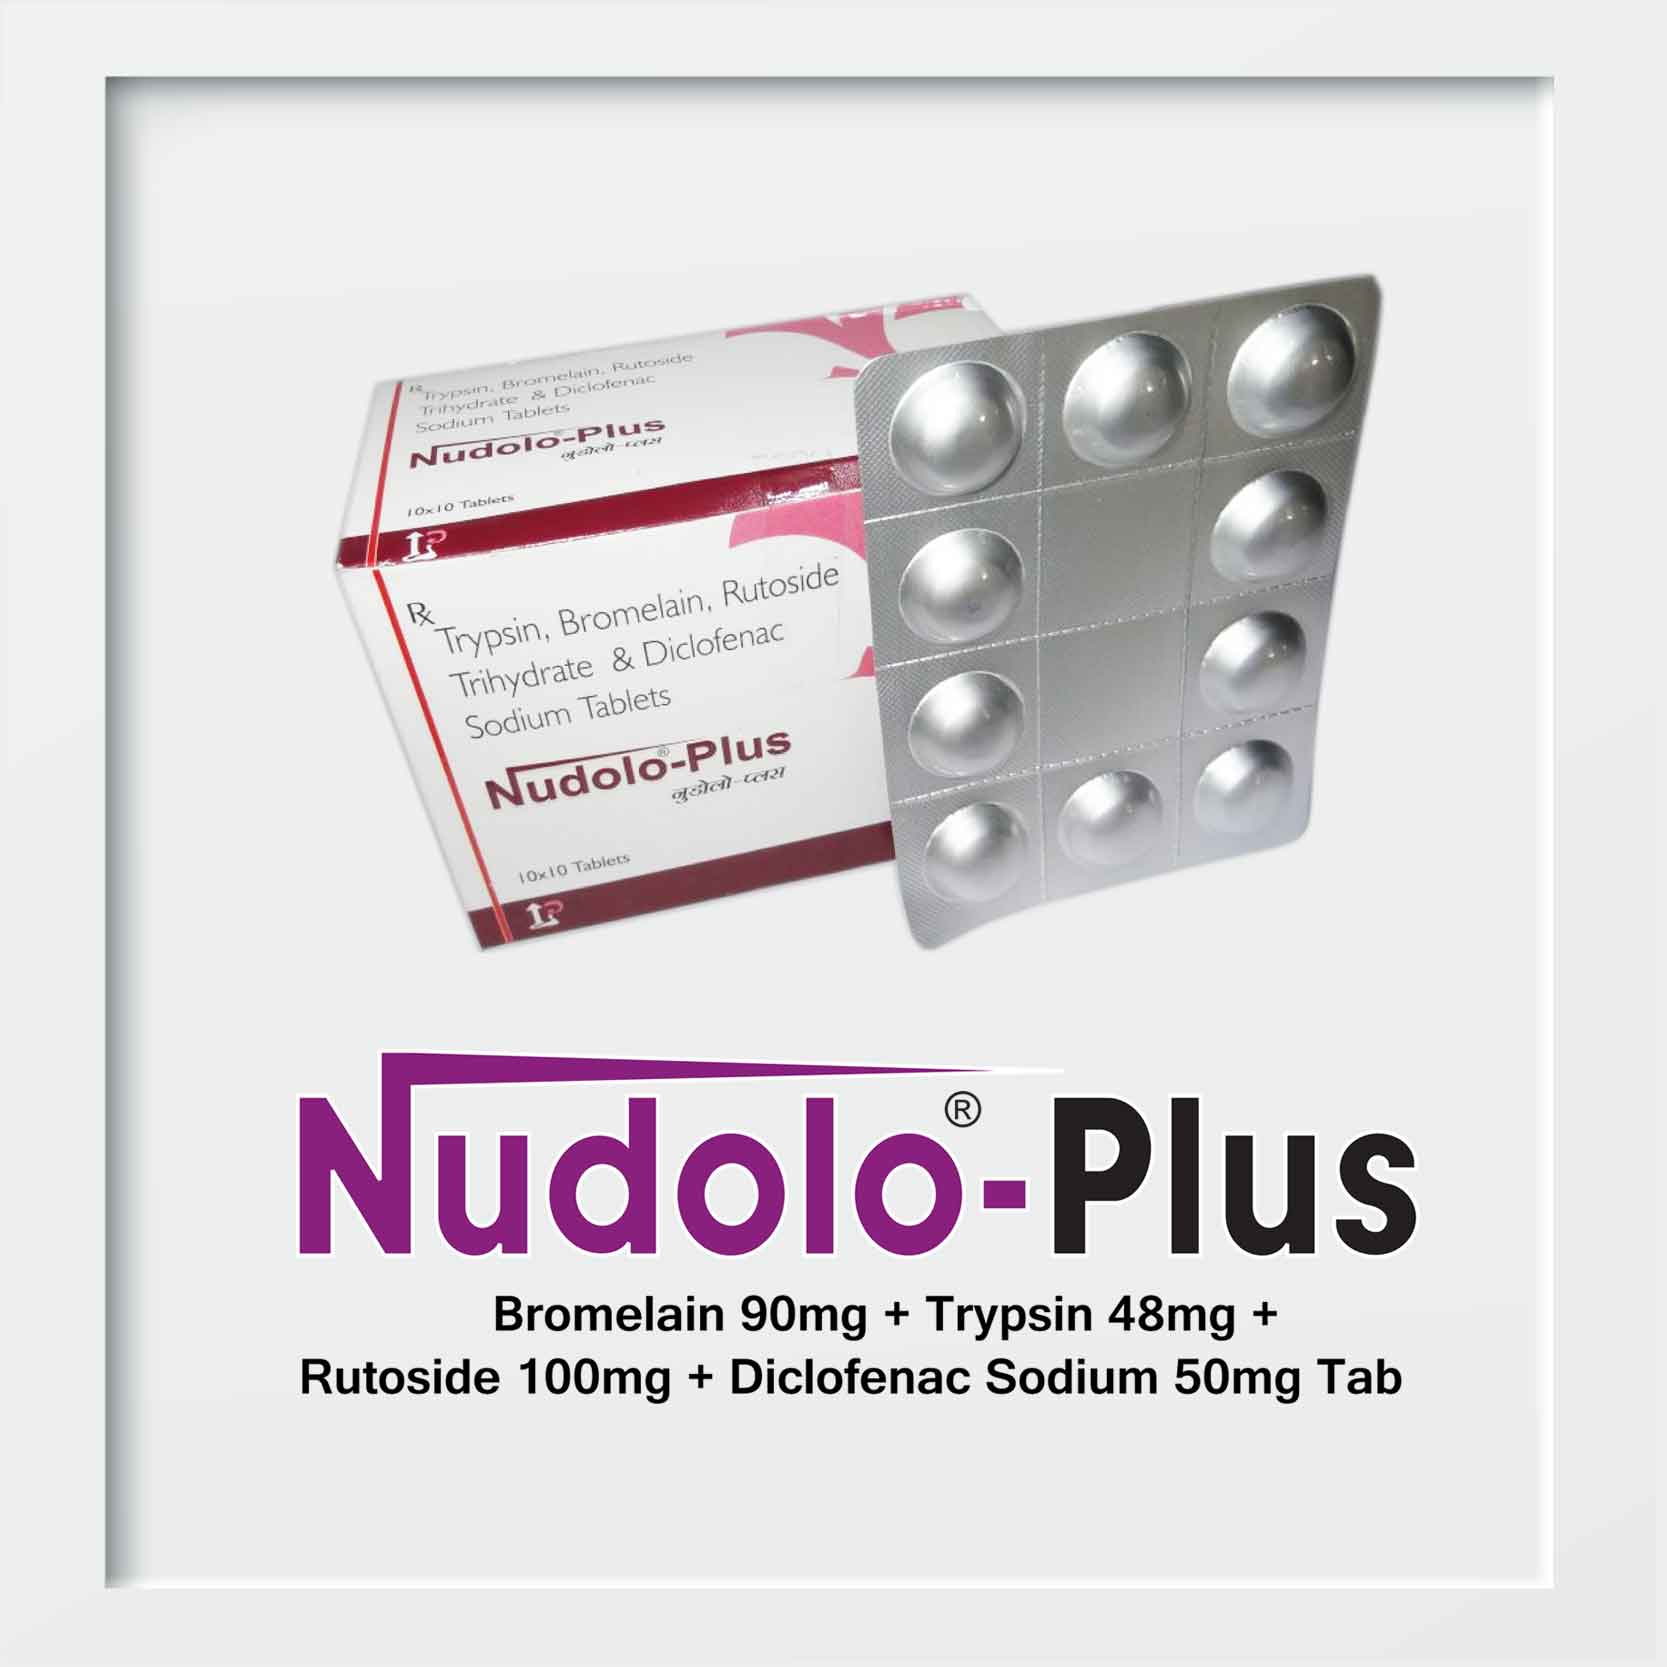 Rx
Trypsin, Bromelain, Rutoside
Trihydrate & Diclofenac
Sodium Tablets
Nudolo®-Plus
नुडोलो-प्लस
10x10 Tablets
Rx
Trypsin, Bromelain, Rutoside
Trihydrate & Diclofenac
Sodium Tablets
Nudolo®-Plus
नुडोलो-प्लस
10x10 Tablets
Nudolo®-Plus
Bromelain 90mg + Trypsin 48mg +
Rutoside 100mg + Diclofenac Sodium 50mg Tab